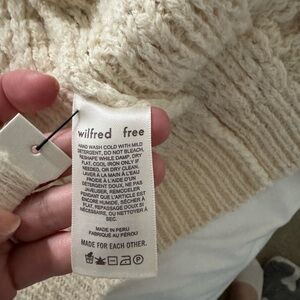 wilfred free
HAND WASH COLD WITH MILD
DETERGENT, DO NOT BLEACH,
RESHAPE WHILE DAMP, DRY
FLAT, COOL IRON ONLY IF
NEEDED, OR DRY CLEAN.
LAVER À LA MAIN À L'EAU
FROIDE À L'AIDE D'UN
DÉTERGENT DOUX, NE PAS
JAVELISER, REMODELER
PENDANT QUE L'ARTICLE EST
ENCORE HUMIDE, SÉCHER À
PLAT, REPASSAGE DOUX SI
NÉCESSAIRE, OU NETTOYER À
SEC.
MADE IN PERU
FABRIQUÉ AU PÉROU
MADE FOR EACH OTHER.